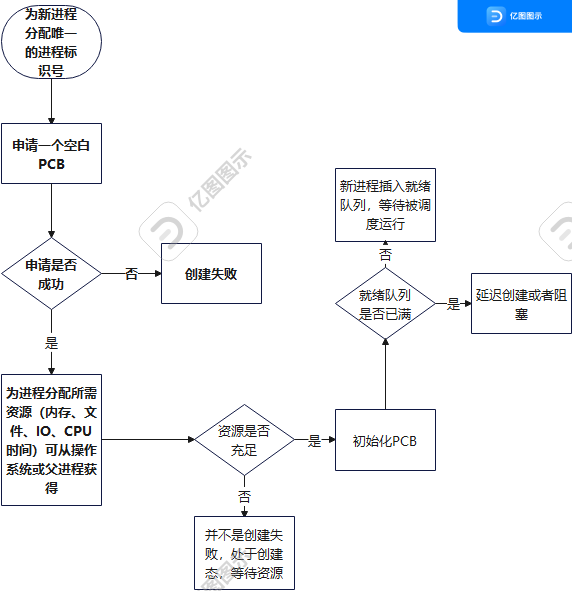 为新进程
分配唯一
的进程标
识号
亿图图示
申请一个空白
PCB
亿图图示
新进程插入就绪
队列，等待被调
度运行
申请是否
成功
否
创建失败
否
就绪队列
是否已满
是
延迟创建或者阻
塞
是
为进程分配所需
资源（内存、文
件、IO、CPU
时间）可从操作
系统或父进程获
得
资源是否
充足
是
初始化PCB
否
并不是创建失
败，处于创建
态，等待资源
图图示